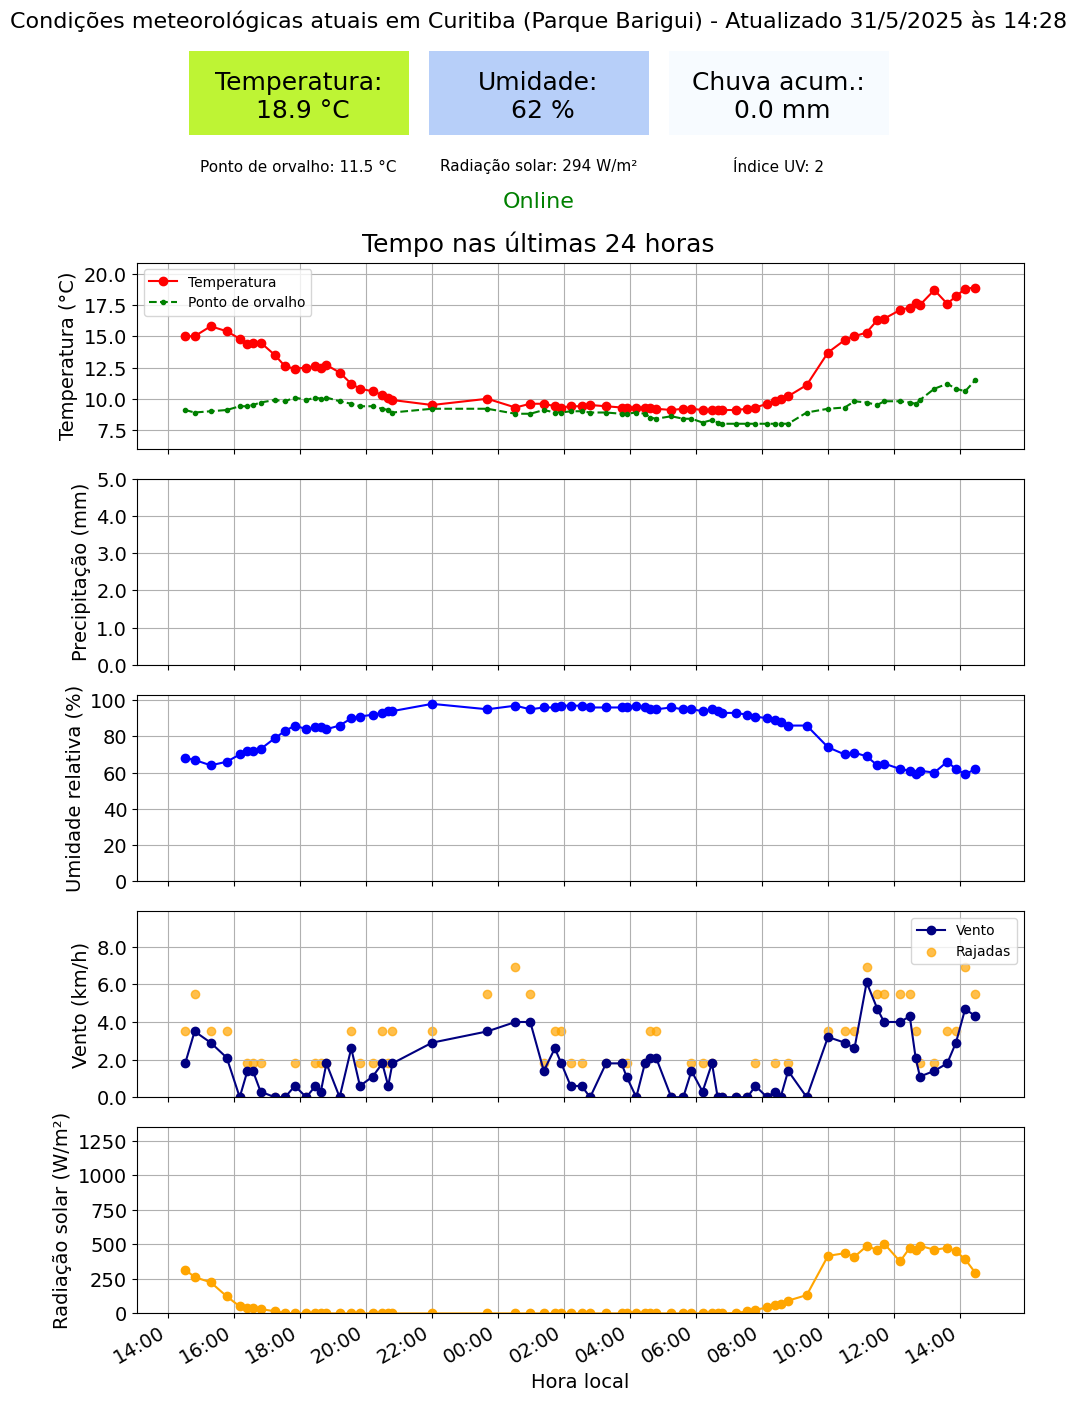 Condições meteorológicas atuais em Curitiba (Parque Barigui) - Atualizado 31/5/2025 às 14:28
Temperatura:
18.9 °C
Umidade:
62 %
Chuva acum.:
0.0 mm
Ponto de orvalho: 11.5 °C
Radiação solar: 294 W/m²
Índice UV: 2
Online
Tempo nas últimas 24 horas
Temperatura (°C)
20.0
17.5
15.0
12.5
10.0
7.5
Temperatura
Ponto de orvalho
Precipitação (mm)
5.0
4.0
3.0
2.0
1.0
0.0
Umidade relativa (%)
100
80
60
40
20
0
Vento (km/h)
8.0
6.0
4.0
2.0
0.0
Vento
Rajadas
Radiação solar (W/m²)
1250
1000
750
500
250
0
14:00
16:00
18:00
20:00
22:00
00:00
02:00
04:00
06:00
08:00
10:00
12:00
14:00
Hora local